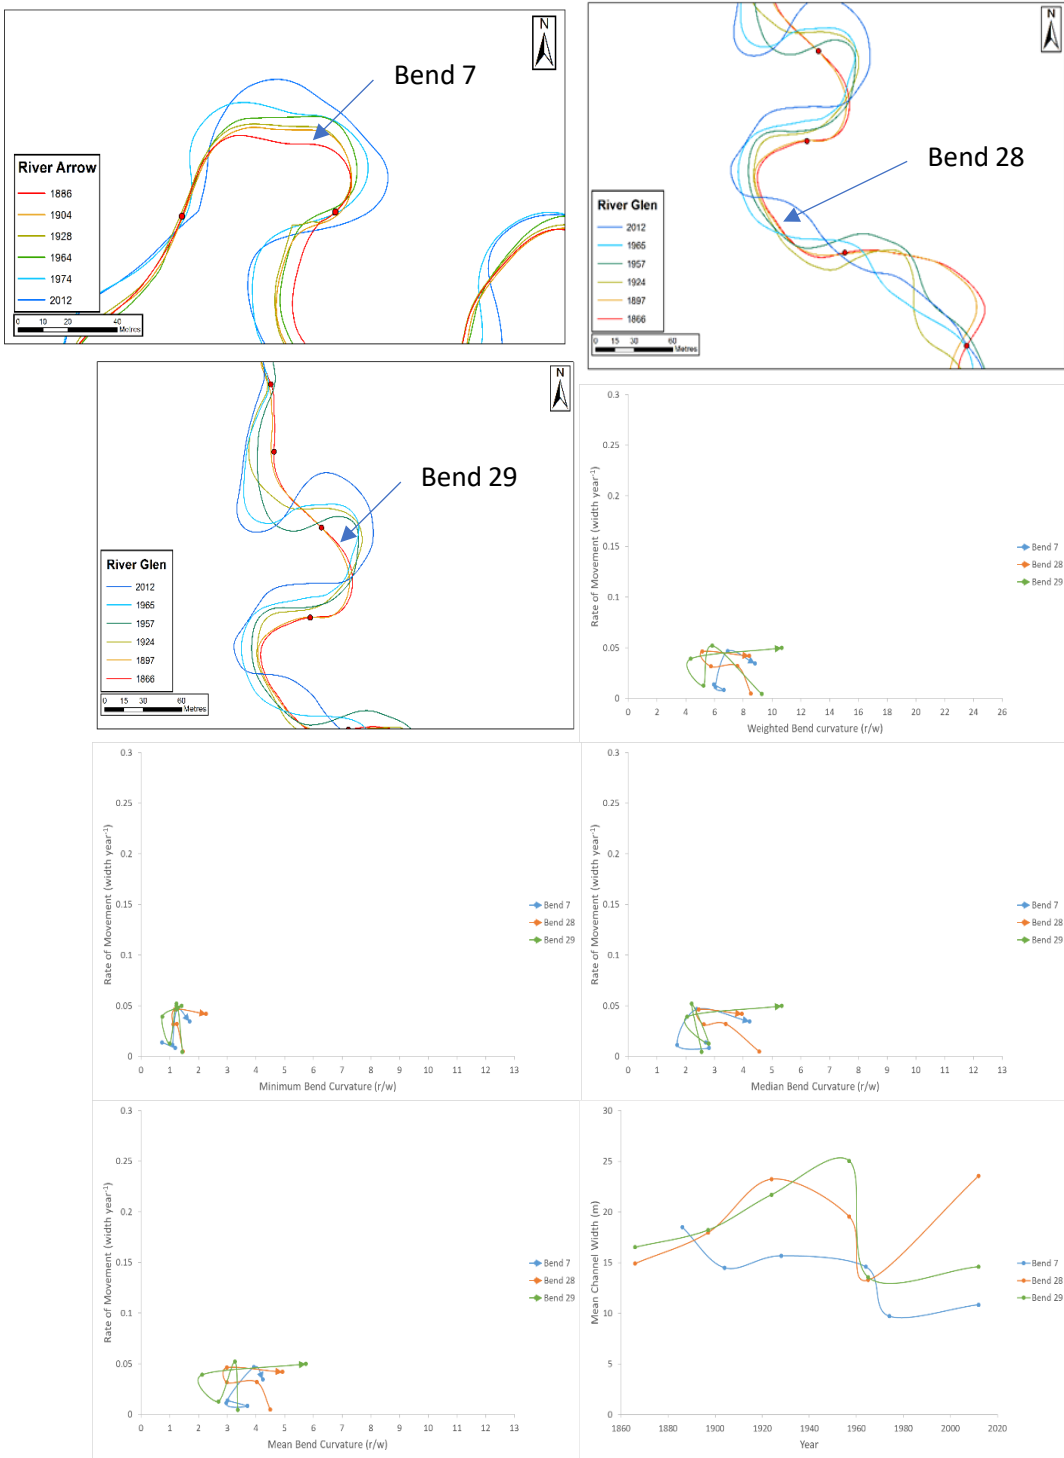 N
Bend 7
River Arrow
1886
1904
1928
1964
1974
2012
0 10 20 40
Metres
N
Bend 28
River Glen
2012
1965
1957
1924
1897
1866
0 15 30 60
Metres
N
Bend 29
River Glen
2012
1965
1957
1924
1897
1866
0 15 30 60
Metres
0.3
0.25
0.2
0.15
0.1
0.05
0
Rate of Movement (width year-1)
0 2 4 6 8 10 12 14 16 18 20 22 24 26
Weighted Bend curvature (r/w)
Bend 7
Bend 28
Bend 29
0.3
0.25
0.2
0.15
0.1
0.05
0
Rate of Movement (width year-1)
0 1 2 3 4 5 6 7 8 9 10 11 12 13
Minimum Bend Curvature (r/w)
Bend 7
Bend 28
Bend 29
0.3
0.25
0.2
0.15
0.1
0.05
0
Rate of Movement (width year-1)
0 1 2 3 4 5 6 7 8 9 10 11 12 13
Median Bend Curvature (r/w)
Bend 7
Bend 28
Bend 29
0.3
0.25
0.2
0.15
0.1
0.05
0
Rate of Movement (width year-1)
0 1 2 3 4 5 6 7 8 9 10 11 12 13
Mean Bend Curvature (r/w)
Bend 7
Bend 28
Bend 29
30
25
20
15
10
5
0
Mean Channel Width (m)
1860 1880 1900 1920 1940 1960 1980 2000 2020
Year
Bend 7
Bend 28
Bend 29